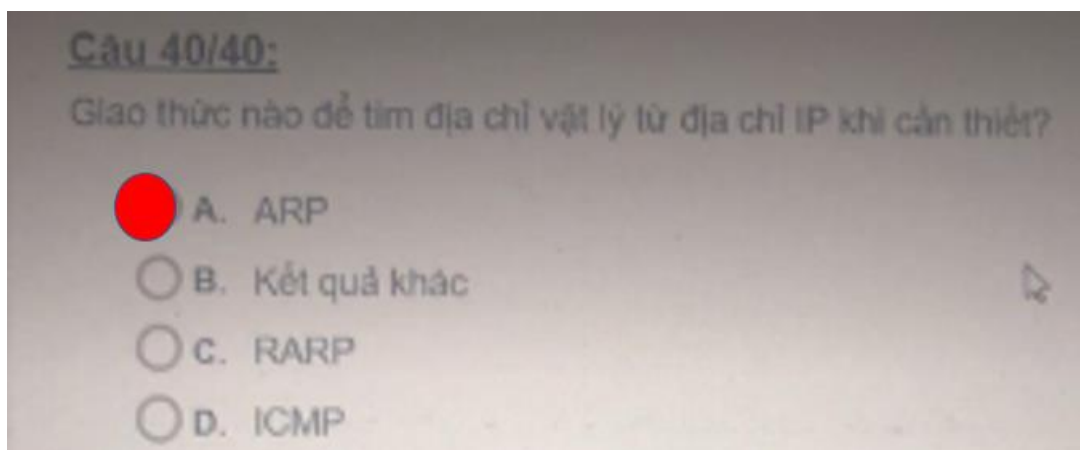 Câu 40/40:
Giao thức nào để tìm địa chỉ vật lý từ địa chỉ IP khi cần thiết?
A. ARP
B. Kết quả khác
C. RARP
D. ICMP